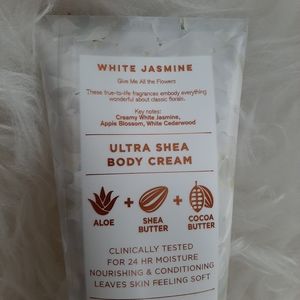 WHITE JASMINE
Give Me All the Flowers
These true-to-life fragrances embody everything
wonderful about classic florals.
Key notes:
Creamy White Jasmine,
Apple Blossom, White Cedarwood
ULTRA SHEA
BODY CREAM
+ +
ALOE SHEA BUTTER COCOA BUTTER
CLINICALLY TESTED
FOR 24 HR MOISTURE
NOURISHING & CONDITIONING
LEAVES SKIN FEELING SOFT